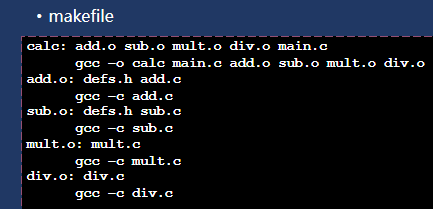 • makefile
calc: add.o sub.o mult.o div.o main.c
gcc -o calc main.c add.o sub.o mult.o div.o
add.o: defs.h add.c
gcc -c add.c
sub.o: defs.h sub.c
gcc -c sub.c
mult.o: mult.c
gcc -c mult.c
div.o: div.c
gcc -c div.c